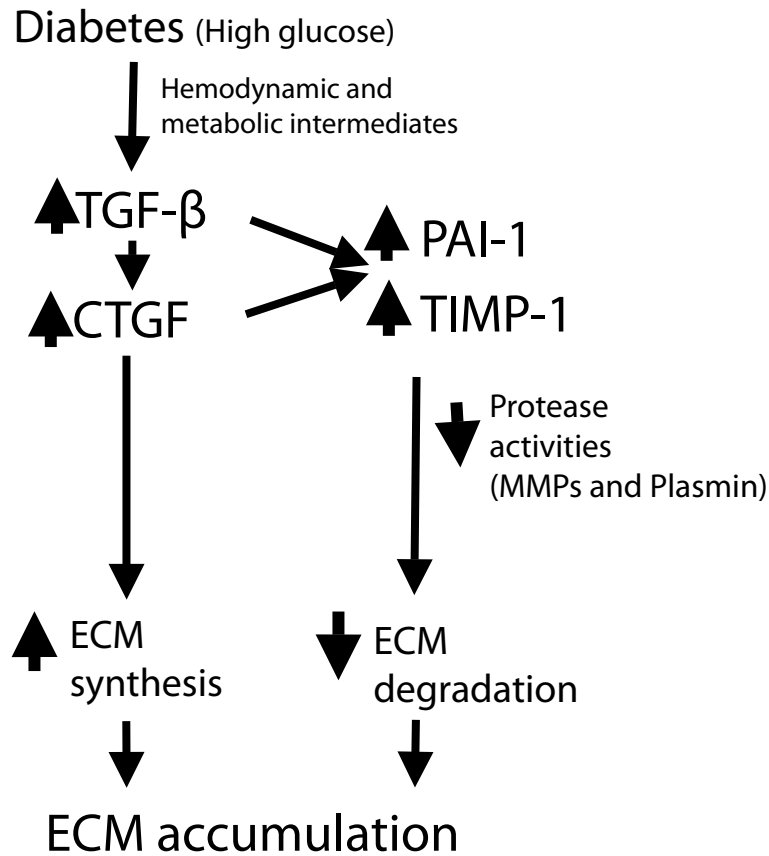 Diabetes (High glucose)
Hemodynamic and
metabolic intermediates
TGF-β
CTGF
PAI-1
TIMP-1
Protease
activities
(MMPs and Plasmin)
ECM
synthesis
ECM
degradation
ECM accumulation